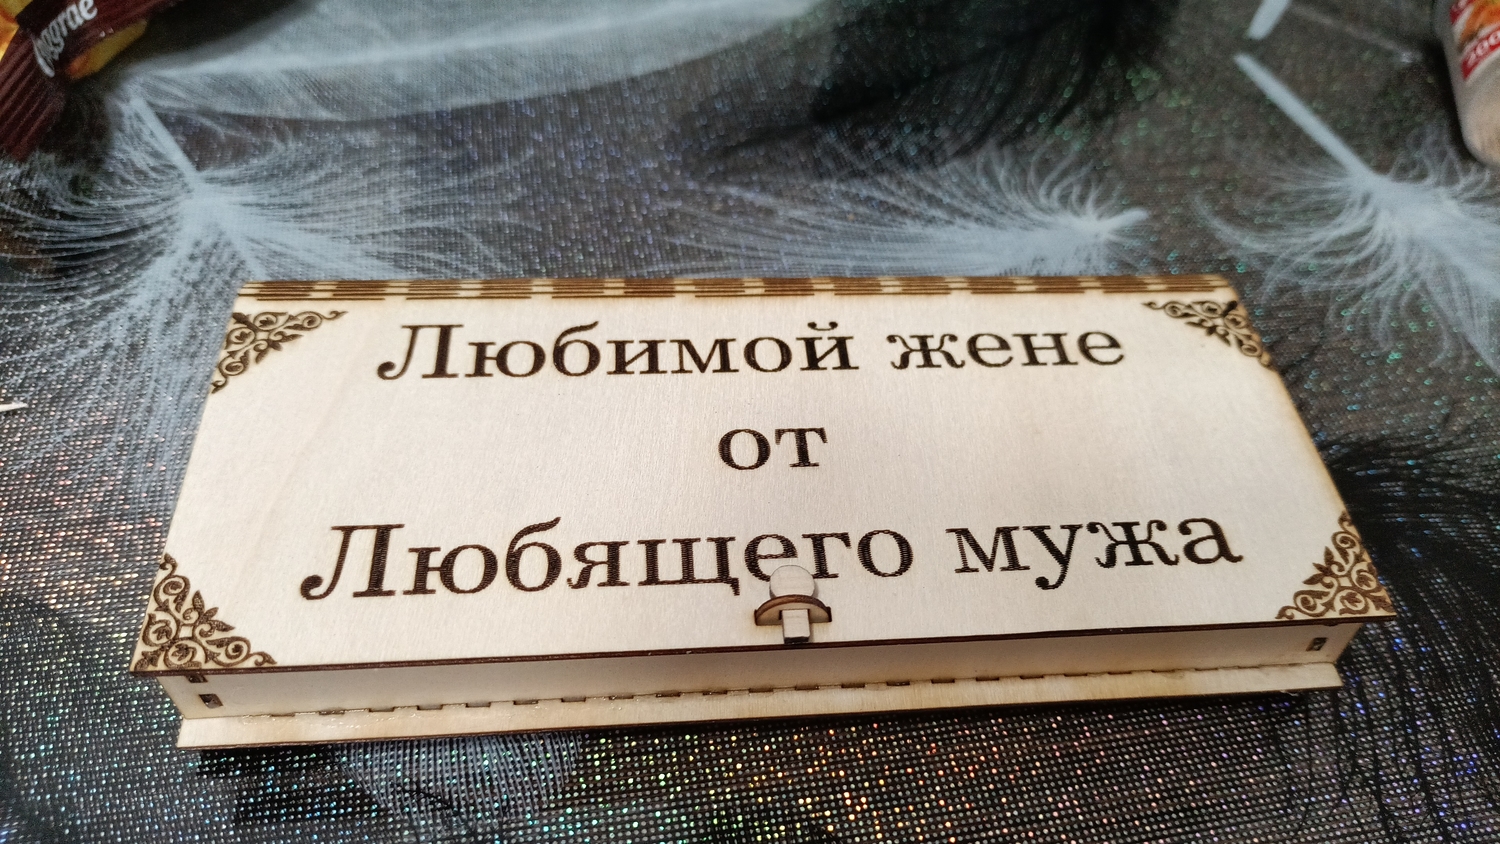 Любимой жене
от
Любящего мужа